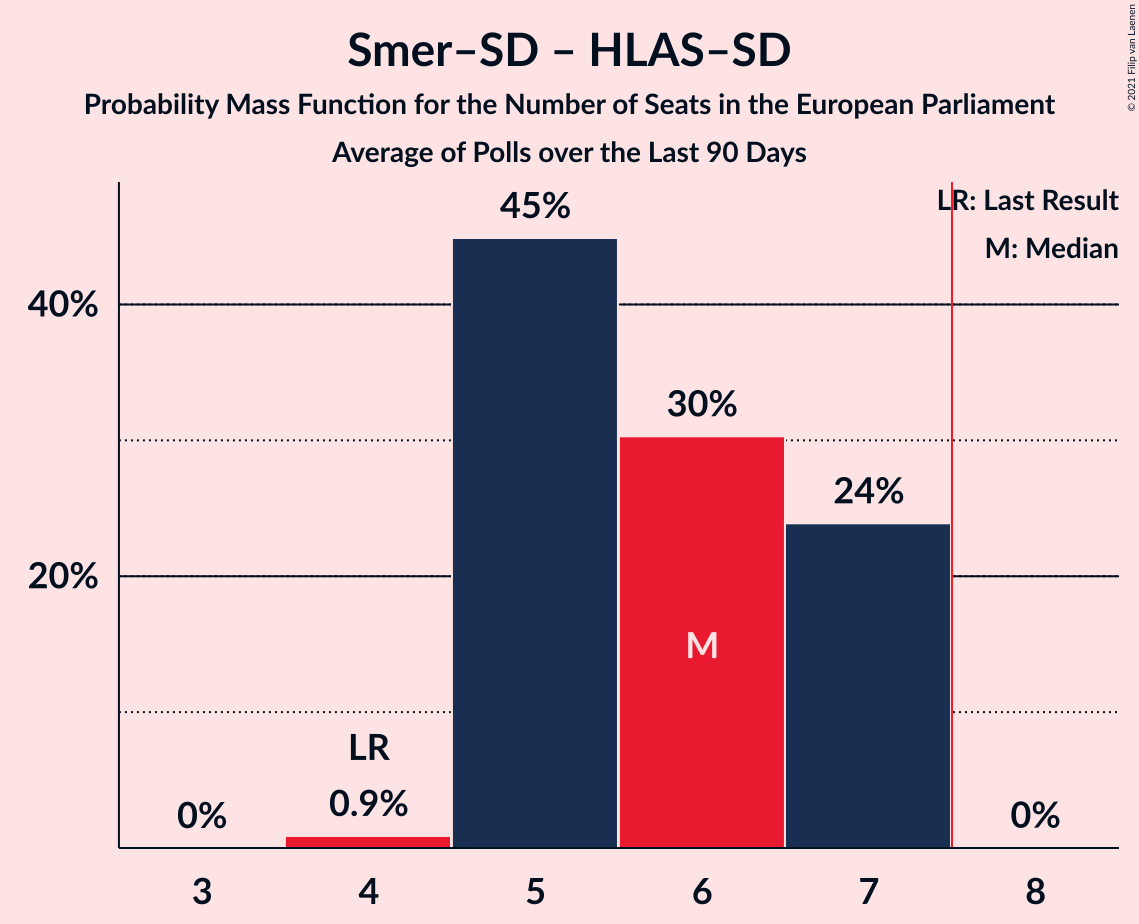 Smer–SD – HLAS–SD
Probability Mass Function for the Number of Seats in the European Parliament
Average of Polls over the Last 90 Days
© 2021 Filip van Laenen
LR: Last Result
M: Median
45%
40%
30%
24%
20%
M
LR
0%
0.9%
0%
3
4
5
6
7
8